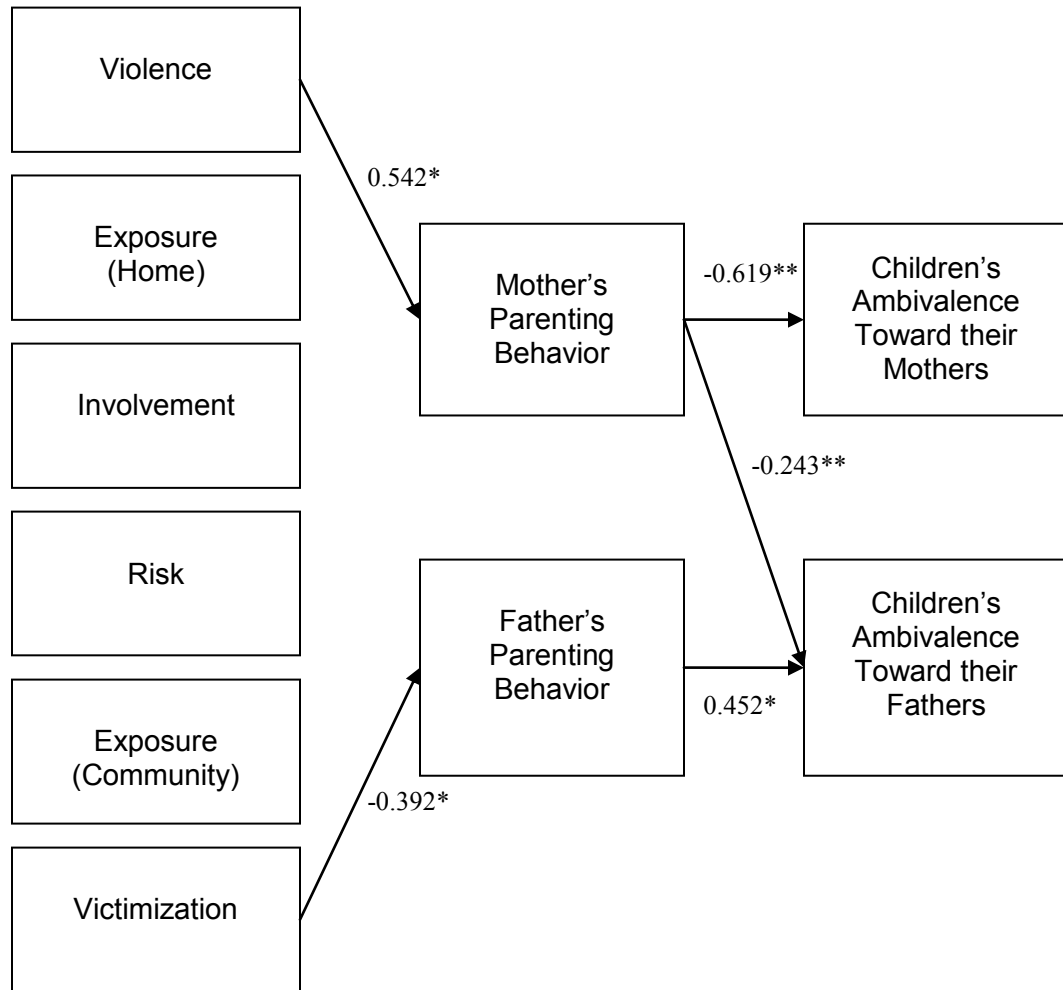 Violence
0.542*
Exposure
(Home)
Involvement
Risk
Exposure
(Community)
Victimization
-0.392*
Mother’s
Parenting
Behavior
-0.619**
-0.243**
Father’s
Parenting
Behavior
0.452*
Children’s
Ambivalence
Toward their
Mothers
Children’s
Ambivalence
Toward their
Fathers